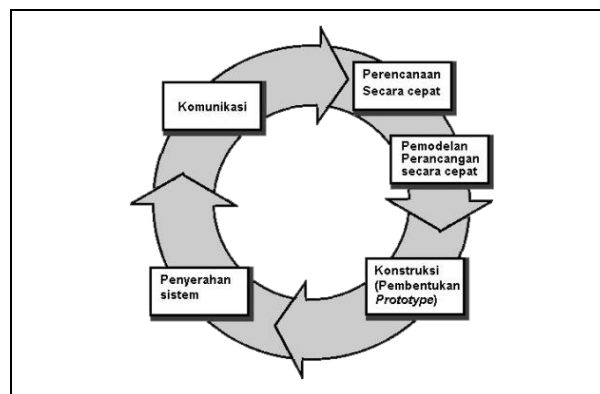 Komunikasi
Perencanaan
Secara cepat
Pemodelan
Perancangan
secara cepat
Konstruksi
(Pembentukan
Prototype)
Penyerahan
sistem